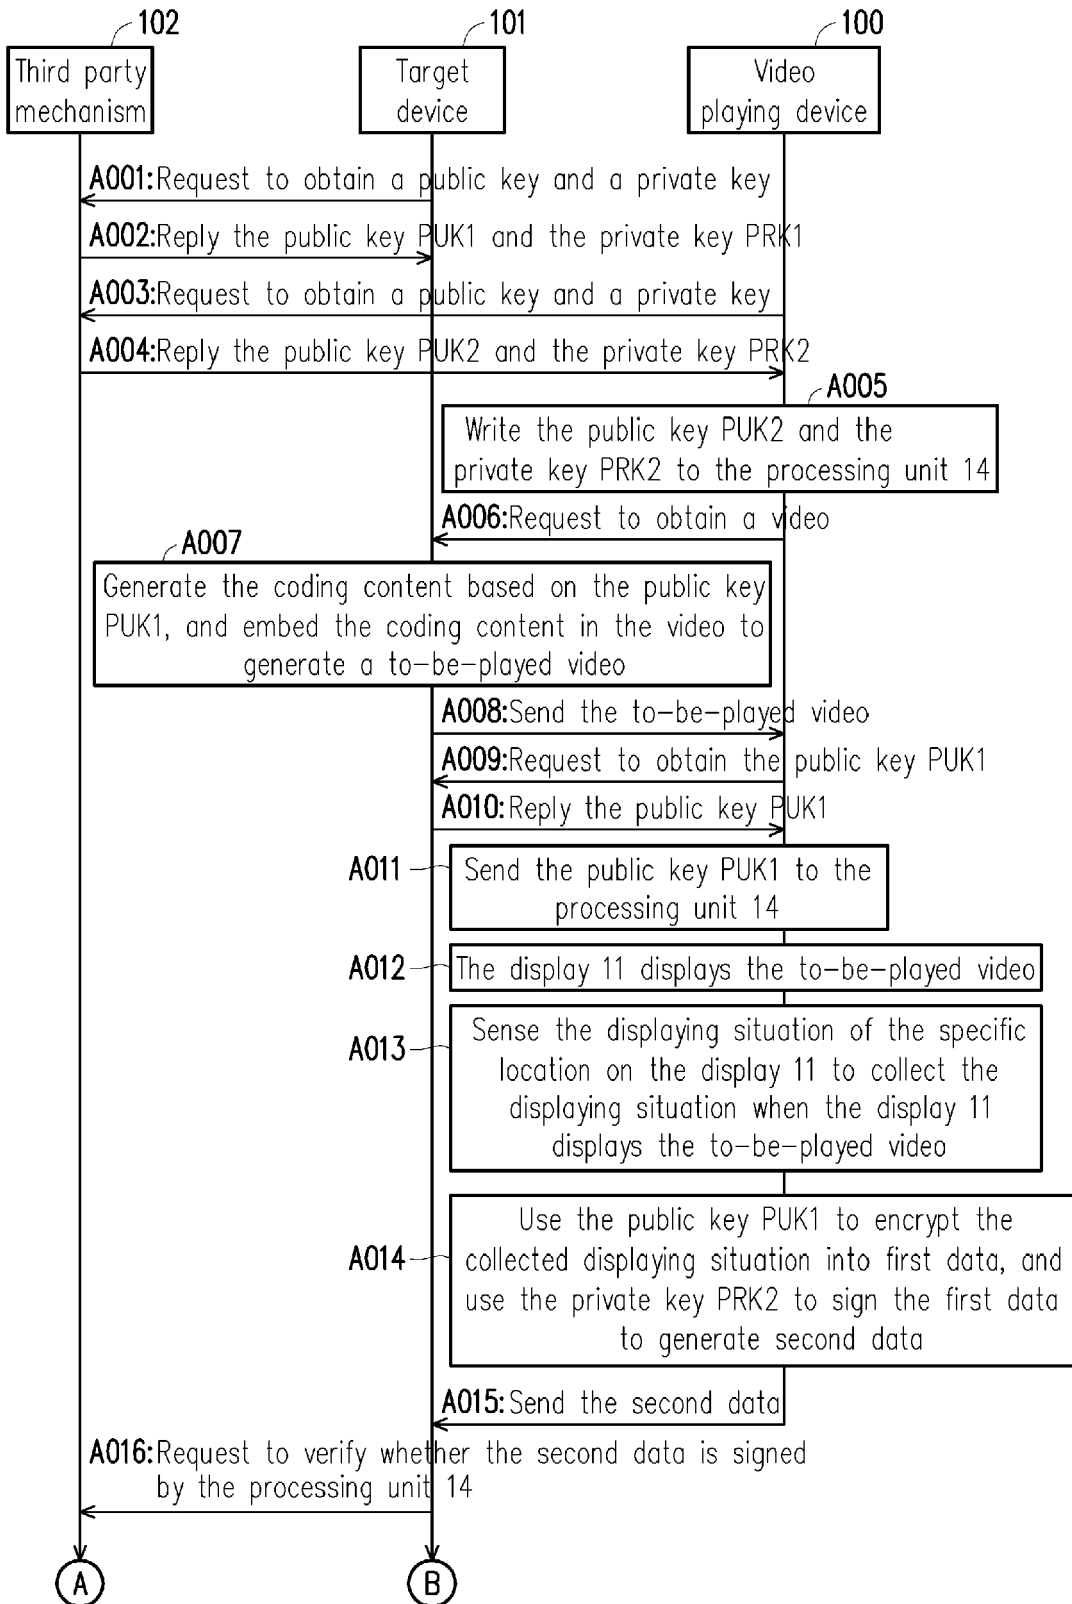 102
101
100
Third party
mechanism
Target
device
Video
playing device
A001:Request to obtain a public key and a private key
A002:Reply the public key PUK1 and the private key PRK1
A003:Request to obtain a public key and a private key
A004:Reply the public key PUK2 and the private key PRK2
A005
Write the public key PUK2 and the
private key PRK2 to the processing unit 14
A006:Request to obtain a video
A007
Generate the coding content based on the public key
PUK1, and embed the coding content in the video to
generate a to-be-played video
A008:Send the to-be-played video
A009:Request to obtain the public key PUK1
A010:Reply the public key PUK1
A011
Send the public key PUK1 to the
processing unit 14
A012
The display 11 displays the to-be-played video
A013
Sense the displaying situation of the specific
location on the display 11 to collect the
displaying situation when the display 11
displays the to-be-played video
A014
Use the public key PUK1 to encrypt the
collected displaying situation into first data, and
use the private key PRK2 to sign the first data
to generate second data
A015:Send the second data
A016:Request to verify whether the second data is signed
by the processing unit 14
A
B